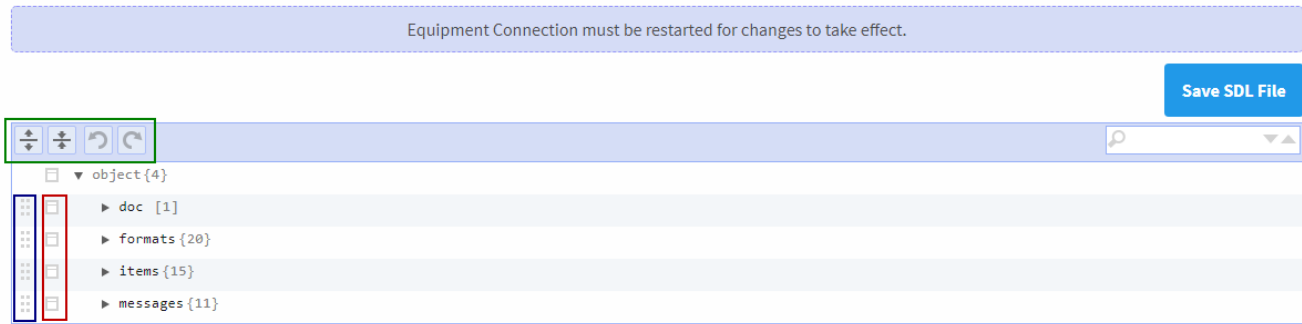 Equipment Connection must be restarted for changes to take effect.
Save SDL File
object{4}
doc [1]
formats{20}
items{15}
messages{11}